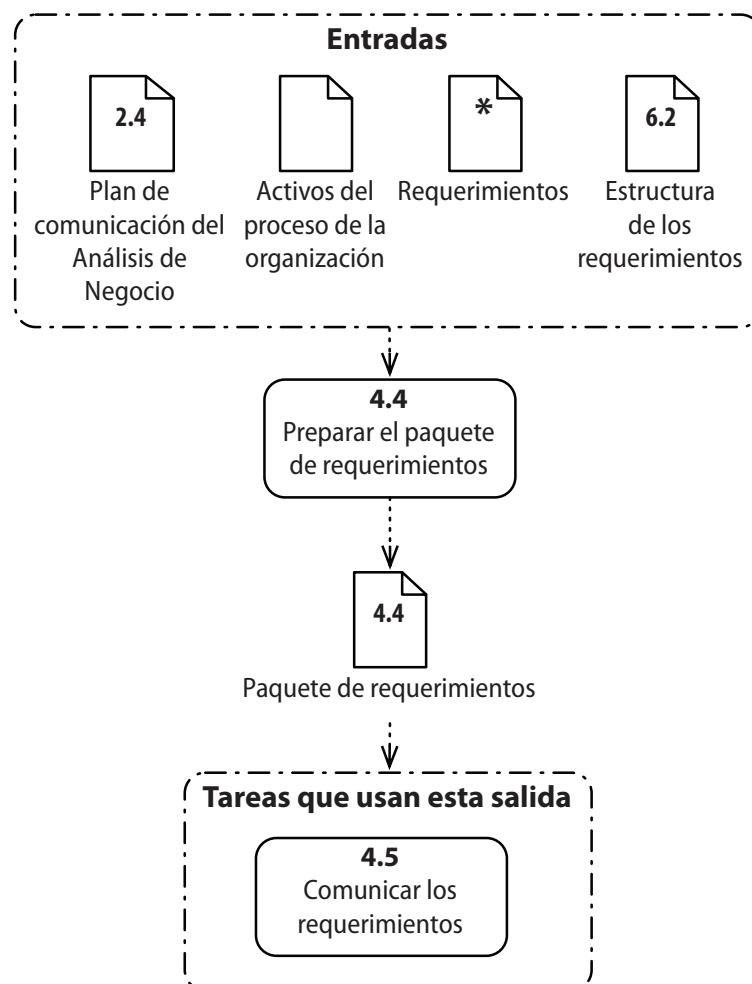 Entradas
2.4
Plan de
comunicación del
Análisis de
Negocio
Activos del
proceso de la
organización
*
Requerimientos
6.2
Estructura
de los
requerimientos
4.4
Preparar el paquete
de requerimientos
4.4
Paquete de requerimientos
Tareas que usan esta salida
4.5
Comunicar los
requerimientos